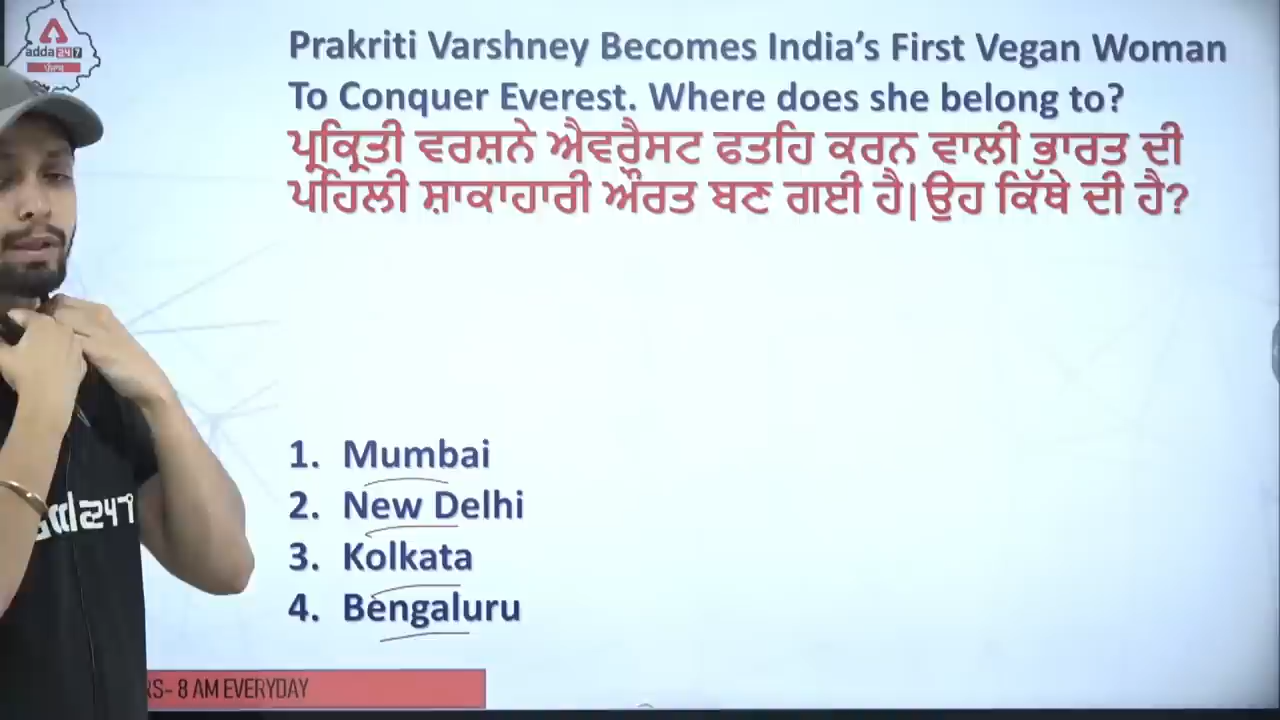 adda247
ਪੰਜਾਬ
Prakriti Varshney Becomes India's First Vegan Woman
To Conquer Everest. Where does she belong to?
ਪ੍ਰਕ੍ਰਿਤੀ ਵਰਸ਼ਨੇ ਐਵਰੈਸਟ ਫਤਹਿ ਕਰਨ ਵਾਲੀ ਭਾਰਤ ਦੀ
ਪਹਿਲੀ ਸ਼ਾਕਾਹਾਰੀ ਔਰਤ ਬਣ ਗਈ ਹੈ|ਉਹ ਕਿੱਥੇ ਦੀ ਹੈ?
1. Mumbai
2. New Delhi
3. Kolkata
4. Bengaluru
247
8 AM EVERYDAY